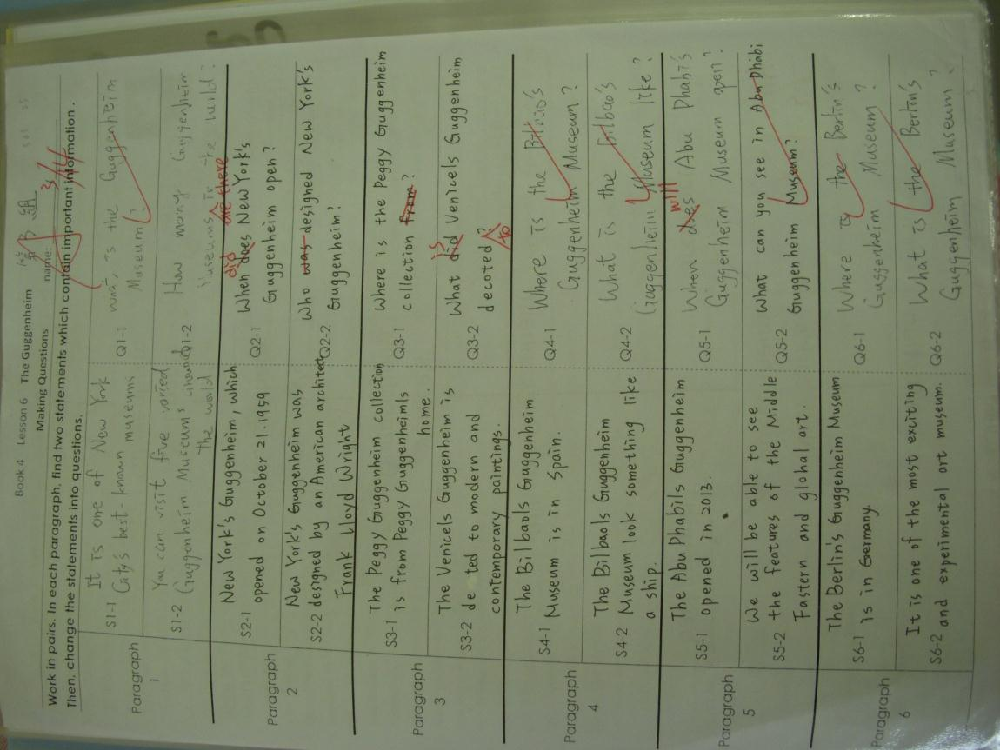 Book 4 Lesson 6 The Guggenheim
Making Questions
name:
3/14
Work in pairs. In each paragraph, find two statements which contain important information.
Then, change the statements into questions.
Paragraph
1
S1-1
It is one of New York
City's best-known museums
Q1-1
What is the Guggenheim
Museum?
S1-2
You can visit five varied
Guggenheim Museums around
the world
Q1-2
How many Guggenheim
museums in the world?
are there
Paragraph
2
S2-1
New York's Guggenheim, which
opened on October 21.1959
Q2-1
When does New York's
did
Guggenheim open?
S2-2
New York's Guggenheim was
designed by an American architect
Frank Lloyd Wright
Q2-2
Who was designed New York's
Guggenheim?
Paragraph
3
S3-1
The Peggy Guggenheim collection
is from Peggy Guggenheimls
home.
Q3-1
Where is the Peggy Guggenheim
collection from?
S3-2
The Venicels Guggenheim is
de ted to modern and
contemporary paintings.
Q3-2
What did Venicels Guggenheim
is
decoted?
to
Paragraph
4
S4-1
The Bilbaols Guggenheim
Museum is in Spain.
Q4-1
Where is the Bilbao's
Guggenheim Museum?
S4-2
The Bilbaols Guggenheim
Museum look something like
a ship.
Q4-2
What is the Bilbao's
Guggenheim Museum like?
Paragraph
5
S5-1
The Abu Phabils Guggenheim
opened in 2013.
Q5-1
When does Abu Phabi's
will
Guggenheim Museum open?
S5-2
We will be able to see
the features of the Middle
Eastern and global art.
Q5-2
What can you see in Abu Dhabi
Guggenheim Museum?
Paragraph
6
S6-1
The Berlin's Guggenheim Museum
is in Germany.
Q6-1
Where is the Berlin's
Guggenheim Museum?
S6-2
It is one of the most exciting
and experimental art museum.
Q6-2
What is the Berlin's
Guggenheim Museum?